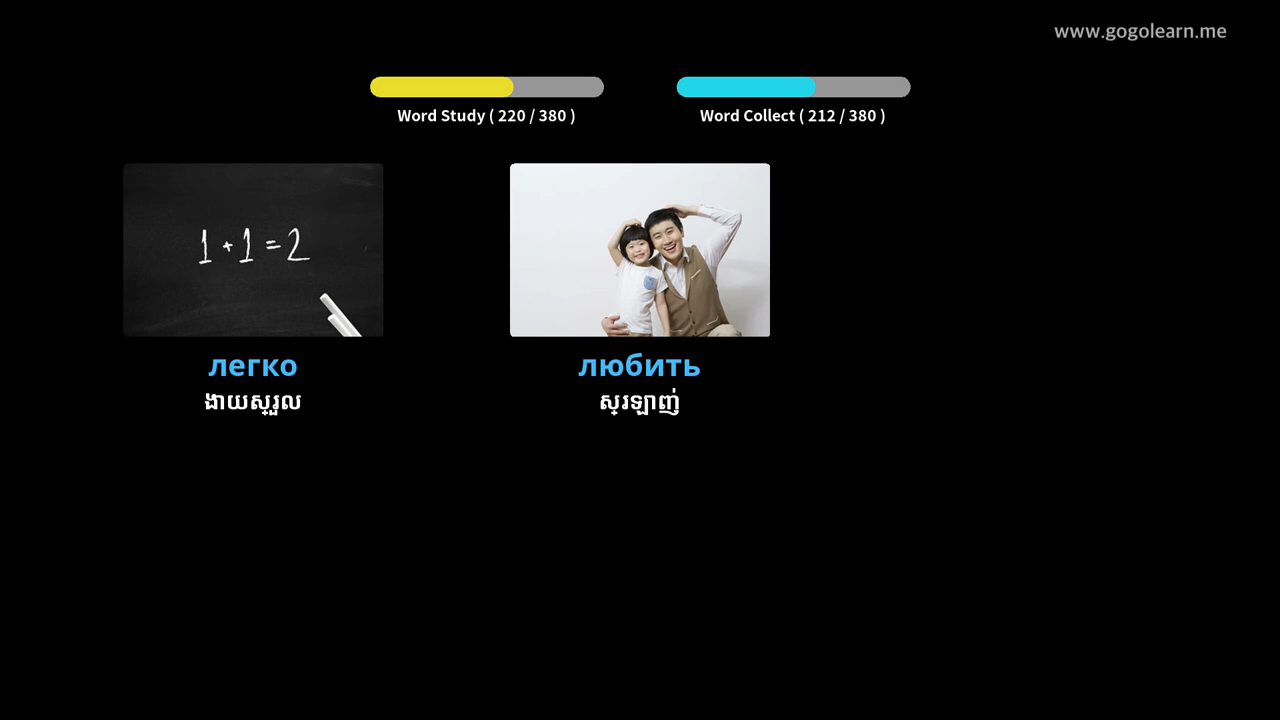 www.gogolearn.me
Word Study ( 220 / 380 )
Word Collect ( 212 / 380 )
1 + 1 = 2
легко
любить
ងាយស្រួល
ស្រឡាញ់